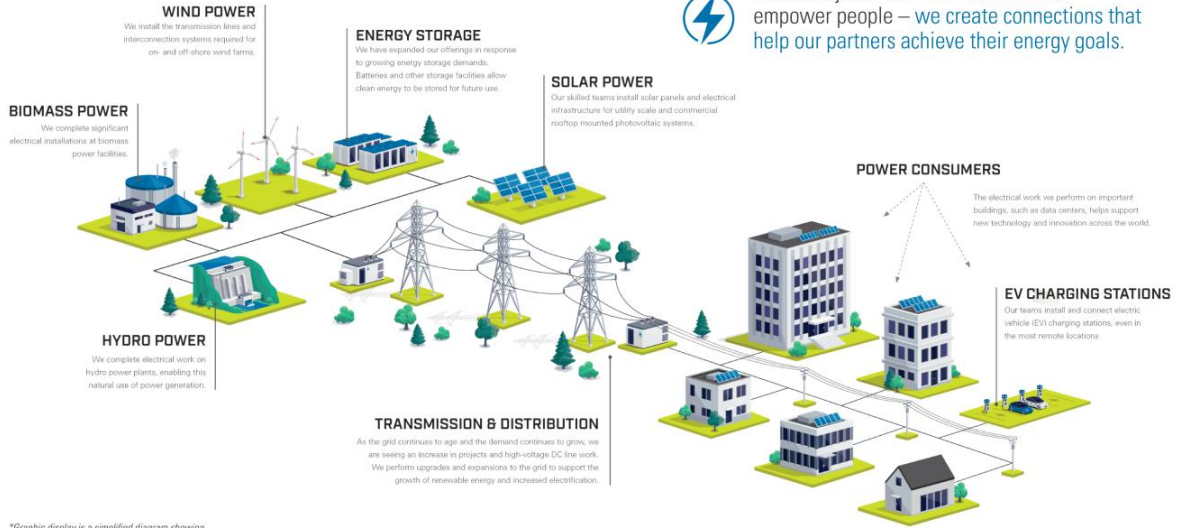 empower people – we create connections that
help our partners achieve their energy goals.
WIND POWER
We install the transmission lines and
interconnection systems required for
on- and off-shore wind farms.
ENERGY STORAGE
We have expanded our offerings in response
to growing energy storage demands.
Batteries and other storage facilities allow
clean energy to be stored for future use.
SOLAR POWER
Our skilled teams install solar panels and electrical
infrastructure for utility scale and commercial
rooftop mounted photovoltaic systems.
BIOMASS POWER
We complete significant
electrical installations at biomass
power facilities.
POWER CONSUMERS
The electrical work we perform on important
buildings, such as data centers, helps support
new technology and innovation across the world.
EV CHARGING STATIONS
Our teams install and connect electric
vehicle (EV) charging stations, even in
the most remote locations
HYDRO POWER
We complete electrical work on
hydro power plants, enabling this
natural use of power generation.
TRANSMISSION & DISTRIBUTION
As the grid continues to age and the demand continues to grow, we
are seeing an increase in projects and high-voltage DC line work.
We perform upgrades and expansions to the grid to support the
growth of renewable energy and increased electrification.
*Graphic display is a simplified diagram showing